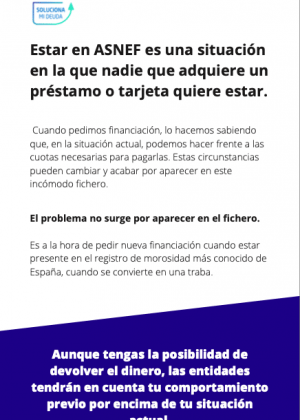 SOLUCIONA
MI DEUDA
Estar en ASNEF es una situación
en la que nadie que adquiere un
préstamo o tarjeta quiere estar.
Cuando pedimos financiación, lo hacemos sabiendo
que, en la situación actual, podemos hacer frente a las
cuotas necesarias para pagarlas. Estas circunstancias
pueden cambiar y acabar por aparecer en este
incómodo fichero.
El problema no surge por aparecer en el fichero.
Es a la hora de pedir nueva financiación cuando estar
presente en el registro de morosidad más conocido de
España, cuando se convierte en una traba.
Aunque tengas la posibilidad de
devolver el dinero, las entidades
tendrán en cuenta tu comportamiento
previo por encima de tu situación
actual